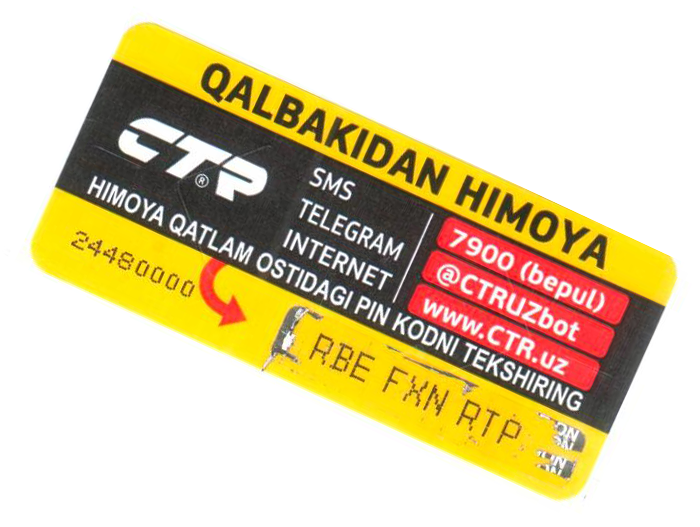 QALBAKIDAN HIMOYA
CTP®
SMS
TELEGRAM
INTERNET
7900 (bepul)
@CTRUZbot
www.CTR.uz
HIMOYA QATLAM OSTIDAGI PIN KODNI TEKSHIRING
24480000
RBE FXN RTP